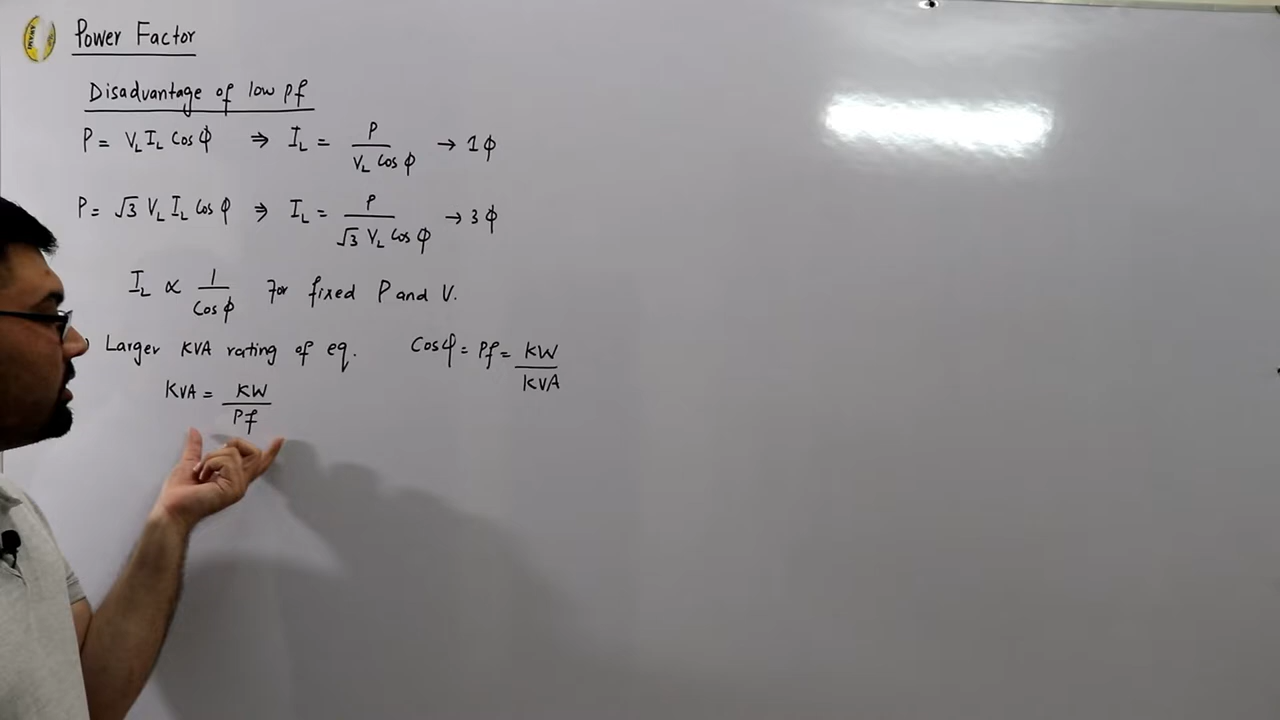 Power Factor
Disadvantage of low pf
P = V_L I_L Cos ϕ ⇒ I_L = P / V_L Cos ϕ → 1 ϕ
P = √3 V_L I_L Cos ϕ ⇒ I_L = P / √3 V_L Cos ϕ → 3 ϕ
I_L ∝ 1 / Cos ϕ For fixed P and V.
Larger KVA rating of eq. Cos φ = Pf = KW / KVA
KVA = KW / Pf